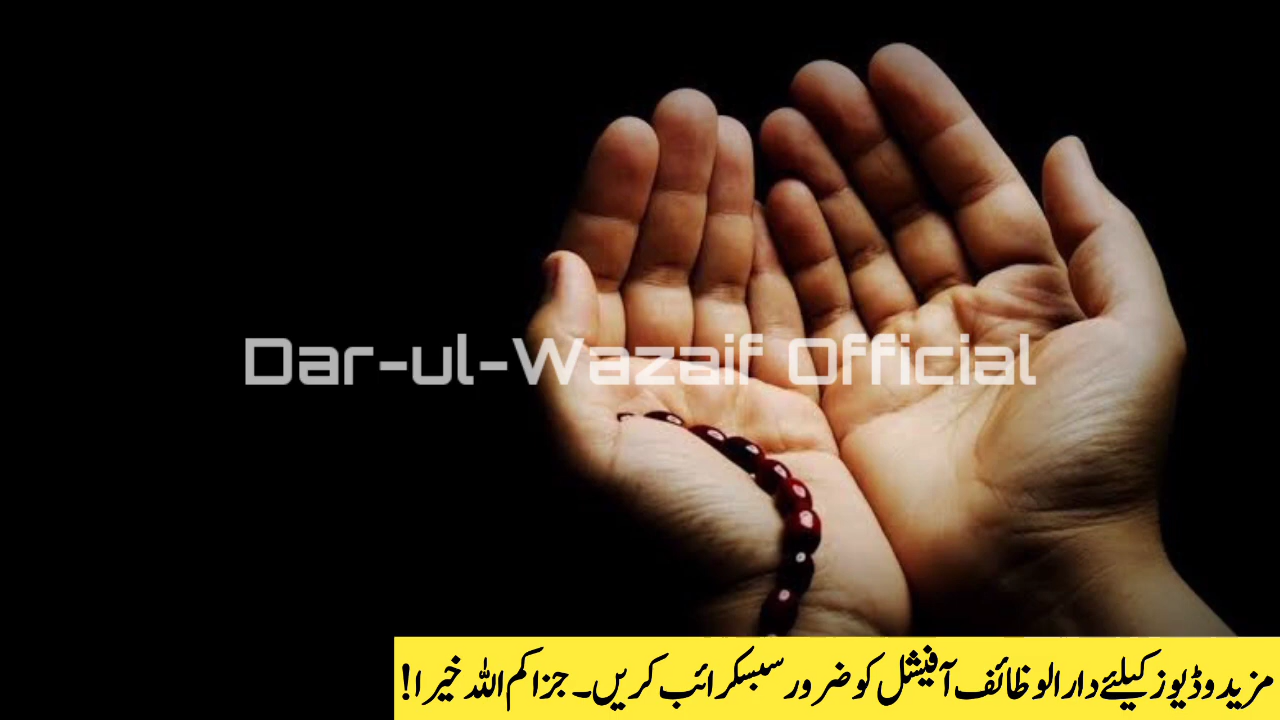 Dar-ul-Wazaif Official
مزید وڈیوز کیلئے دارالوظائف آفیشل کو ضرور سبسکرائب کریں۔ جزاکم اللہ خیرا!